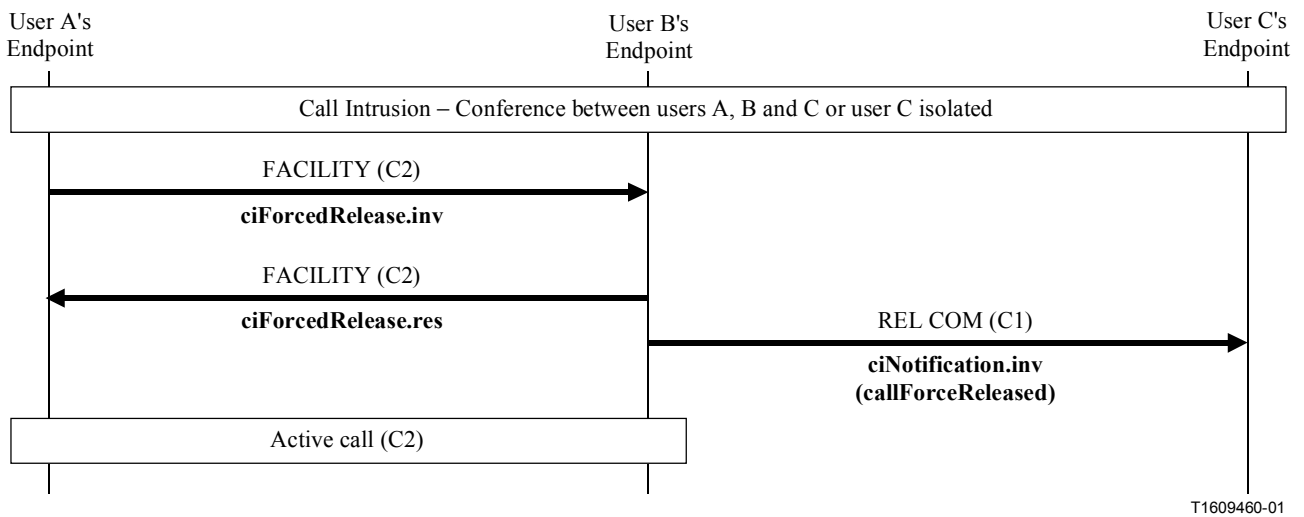 User A's
Endpoint
User B's
Endpoint
User C's
Endpoint
Call Intrusion – Conference between users A, B and C or user C isolated
FACILITY (C2)
ciForcedRelease.inv
FACILITY (C2)
ciForcedRelease.res
REL COM (C1)
ciNotification.inv
(callForceReleased)
Active call (C2)
T1609460-01